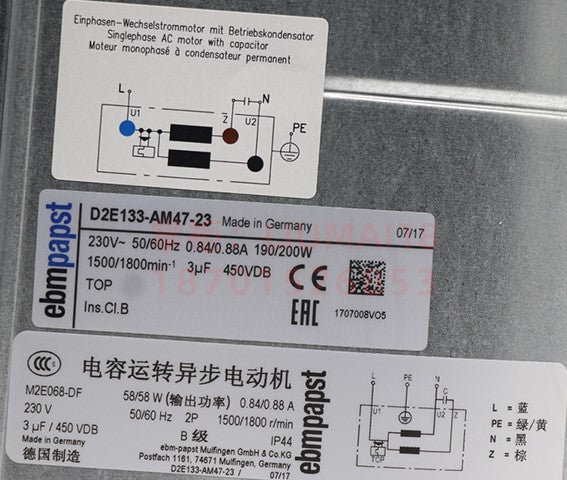 Einphasen-Wechselstrommotor mit Betriebskondensator
Singlephase AC motor with capacitor
Moteur monophasé à condensateur permanent
L
N
U1
Z
U2
PE
ebmpapst
D2E133-AM47-23 Made in Germany 07/17
230V~ 50/60Hz 0.84/0.88A 190/200W
1500/1800min-1 3µF 450VDB
TOP
Ins.Cl.B
CE
EAC
1707008VO5
CCC S
电容运转异步电动机
M2E068-DF 58/58 W (输出功率) 0.84/0.88 A
230 V 50/60 Hz 2P 1500/1800 r/min
3 µF / 450 VDB B 级 IP44
Made in Germany ebm-papst Mulfingen GmbH & Co.KG
德国制造 Postfach 1161, 74671 Mulfingen, Germany
D2E133-AM47-23 / 07/17
ebmpapst
L PE N
C
U1 U2 Z
TOP
L = 蓝
PE = 绿/黄
N = 黑
Z = 棕